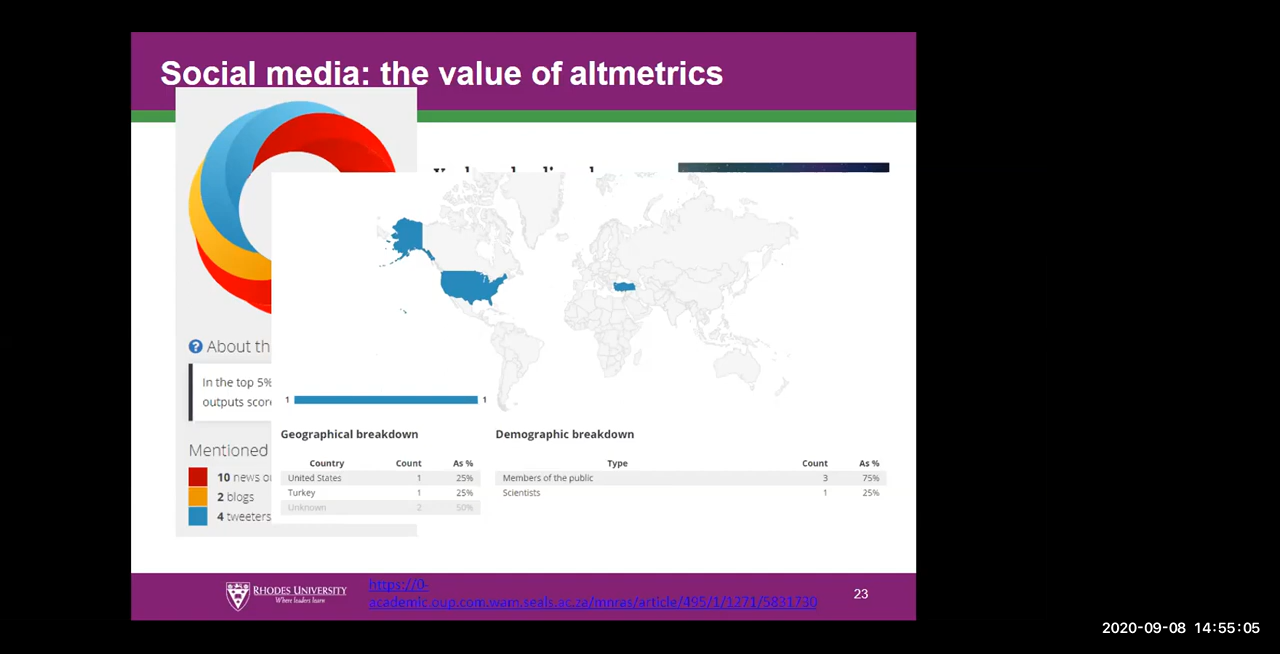 Social media: the value of altmetrics
About th
In the top 5%
outputs score
Mentioned
10 news ou
2 blogs
4 tweeters
1 1
Geographical breakdown
Country Count As %
United States 1 25%
Turkey 1 25%
Unknown 2 50%
Demographic breakdown
Type Count As %
Members of the public 3 75%
Scientists 1 25%
RHODES UNIVERSITY
Where leaders learn
https://0-
academic.oup.com.wam.seals.ac.za/mnras/article/495/1/1271/5831730
23
2020-09-08 14:55:05